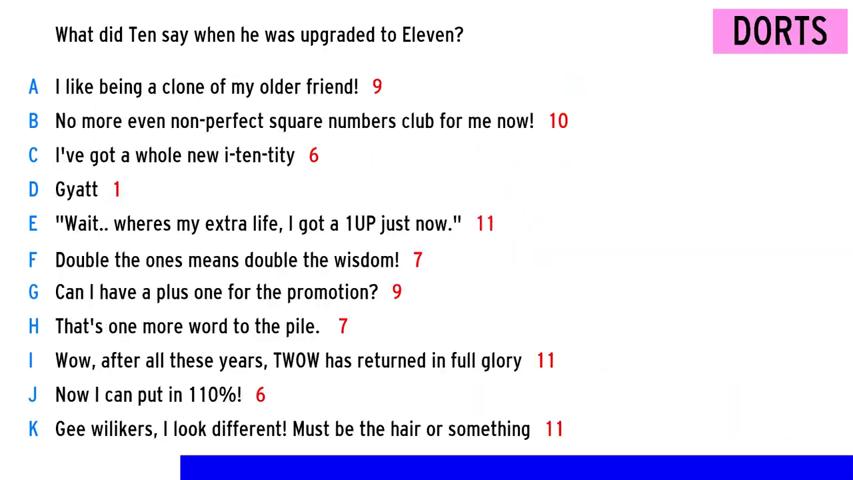 What did Ten say when he was upgraded to Eleven?
DORTS
A I like being a clone of my older friend! 9
B No more even non-perfect square numbers club for me now! 10
C I've got a whole new i-ten-tity 6
D Gyatt 1
E "Wait.. wheres my extra life, I got a 1UP just now." 11
F Double the ones means double the wisdom! 7
G Can I have a plus one for the promotion? 9
H That's one more word to the pile. 7
I Wow, after all these years, TWOW has returned in full glory 11
J Now I can put in 110%! 6
K Gee wilikers, I look different! Must be the hair or something 11